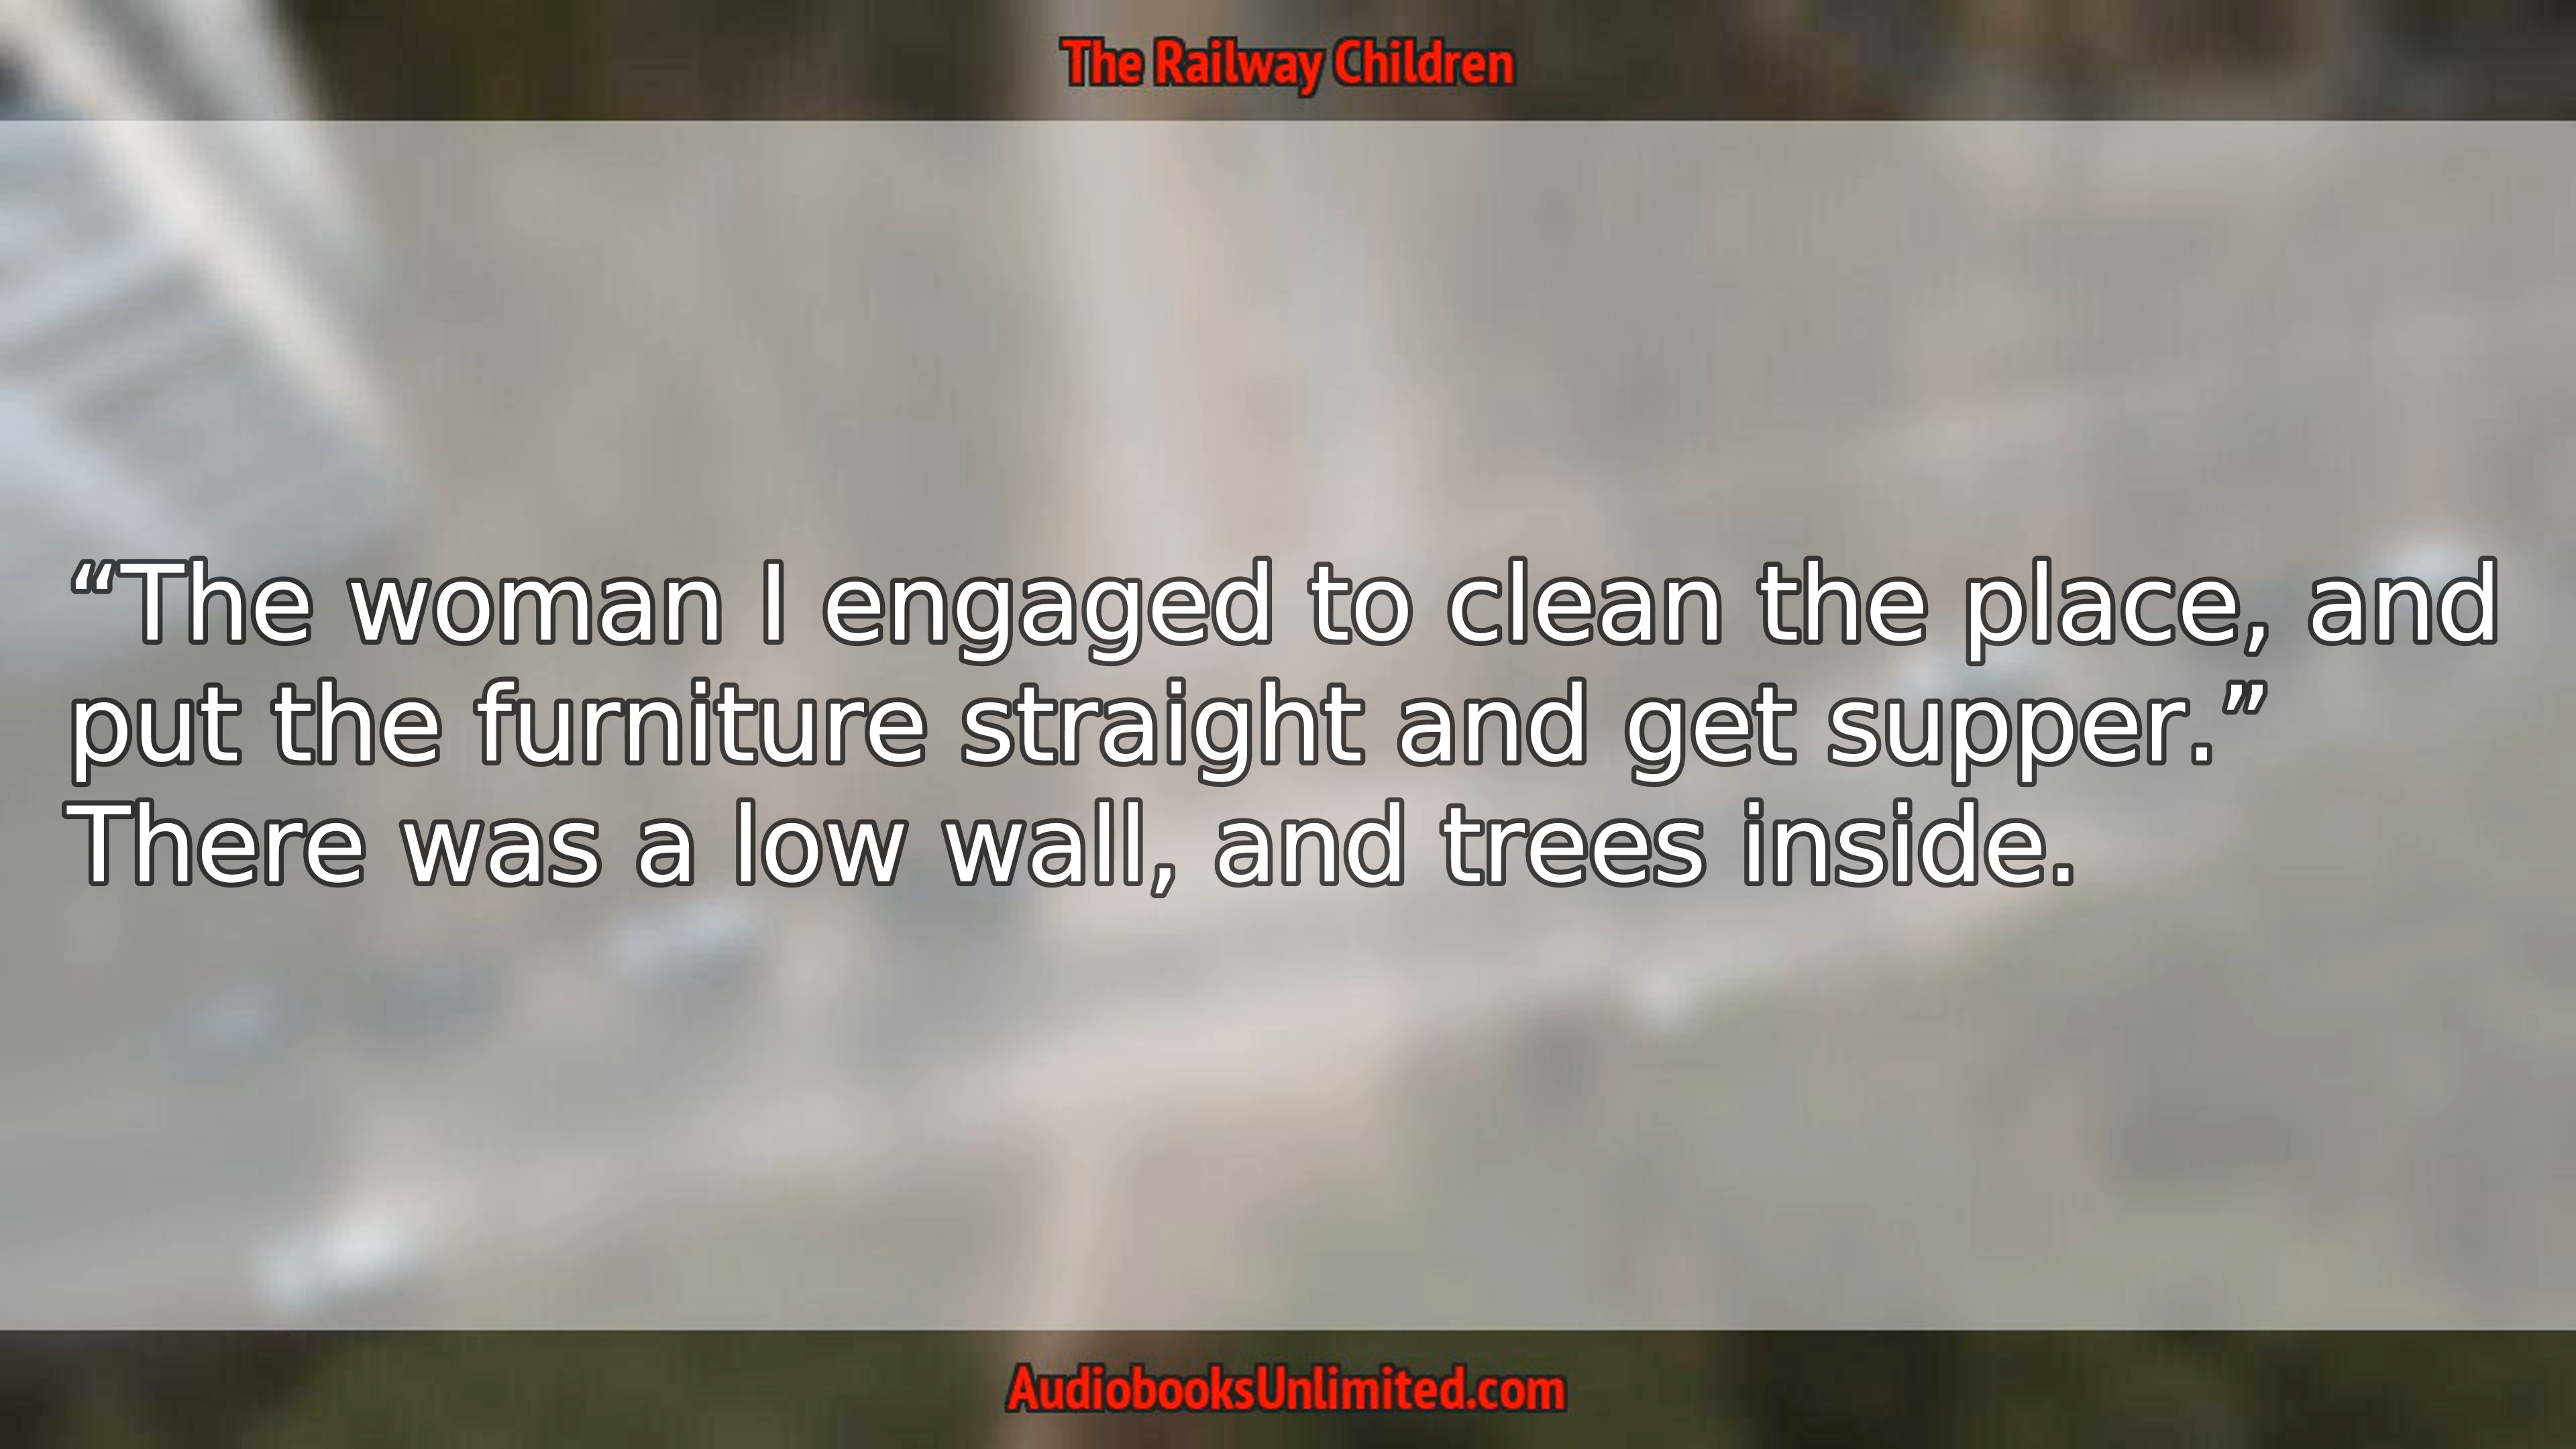 The Railway Children
“The woman I engaged to clean the place, and
put the furniture straight and get supper.”
There was a low wall, and trees inside.
AudiobooksUnlimited.com